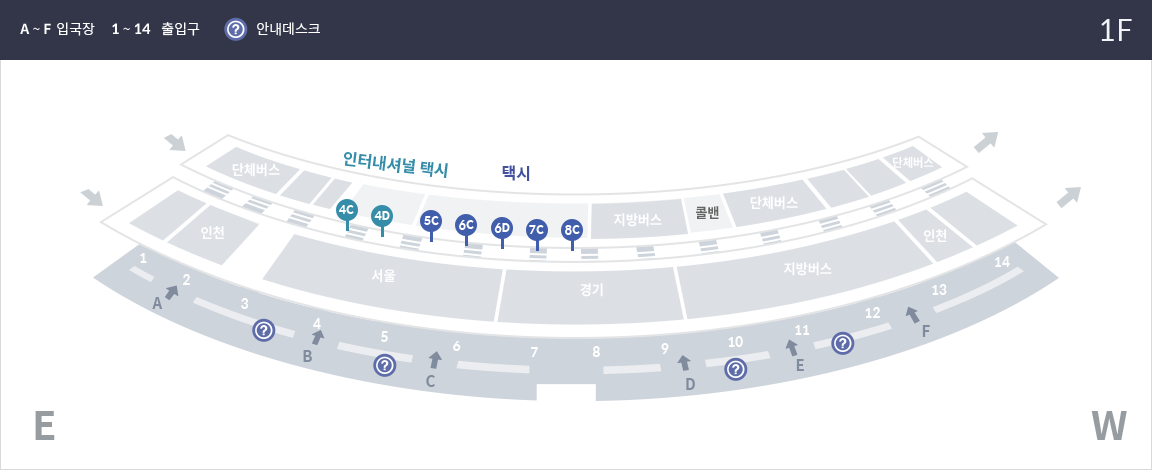 A ~ F 입국장 1 ~ 14 출입구 ? 안내데스크
1F
인터내셔널 택시
택시
단체버스
단체버스
4C
4D
5C
6C
6D
7C
8C
지방버스
콜밴
단체버스
인천
서울
경기
지방버스
인천
1
2
3
4
5
6
7
8
9
10
11
12
13
14
?
?
?
?
A
B
C
D
E
F
E
W